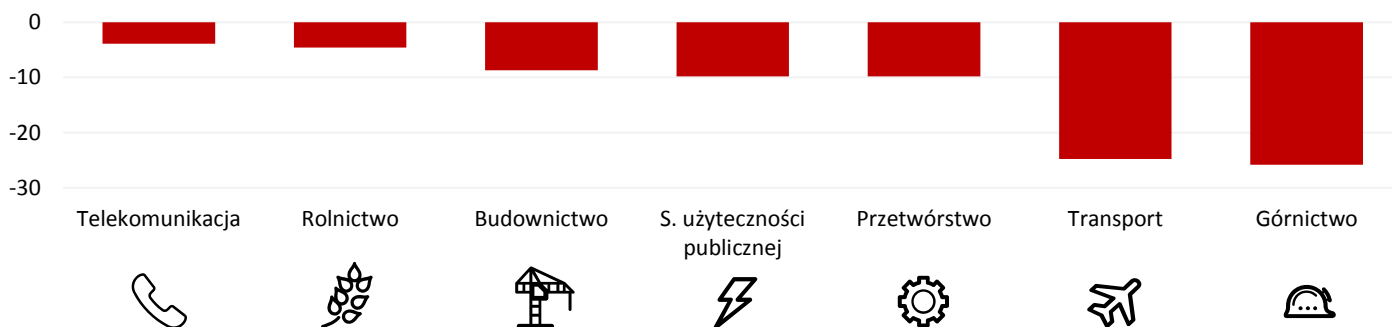 0
-10
-20
-30
Telekomunikacja
Rolnictwo
Budownictwo
S. użyteczności
publicznej
Przetwórstwo
Transport
Górnictwo